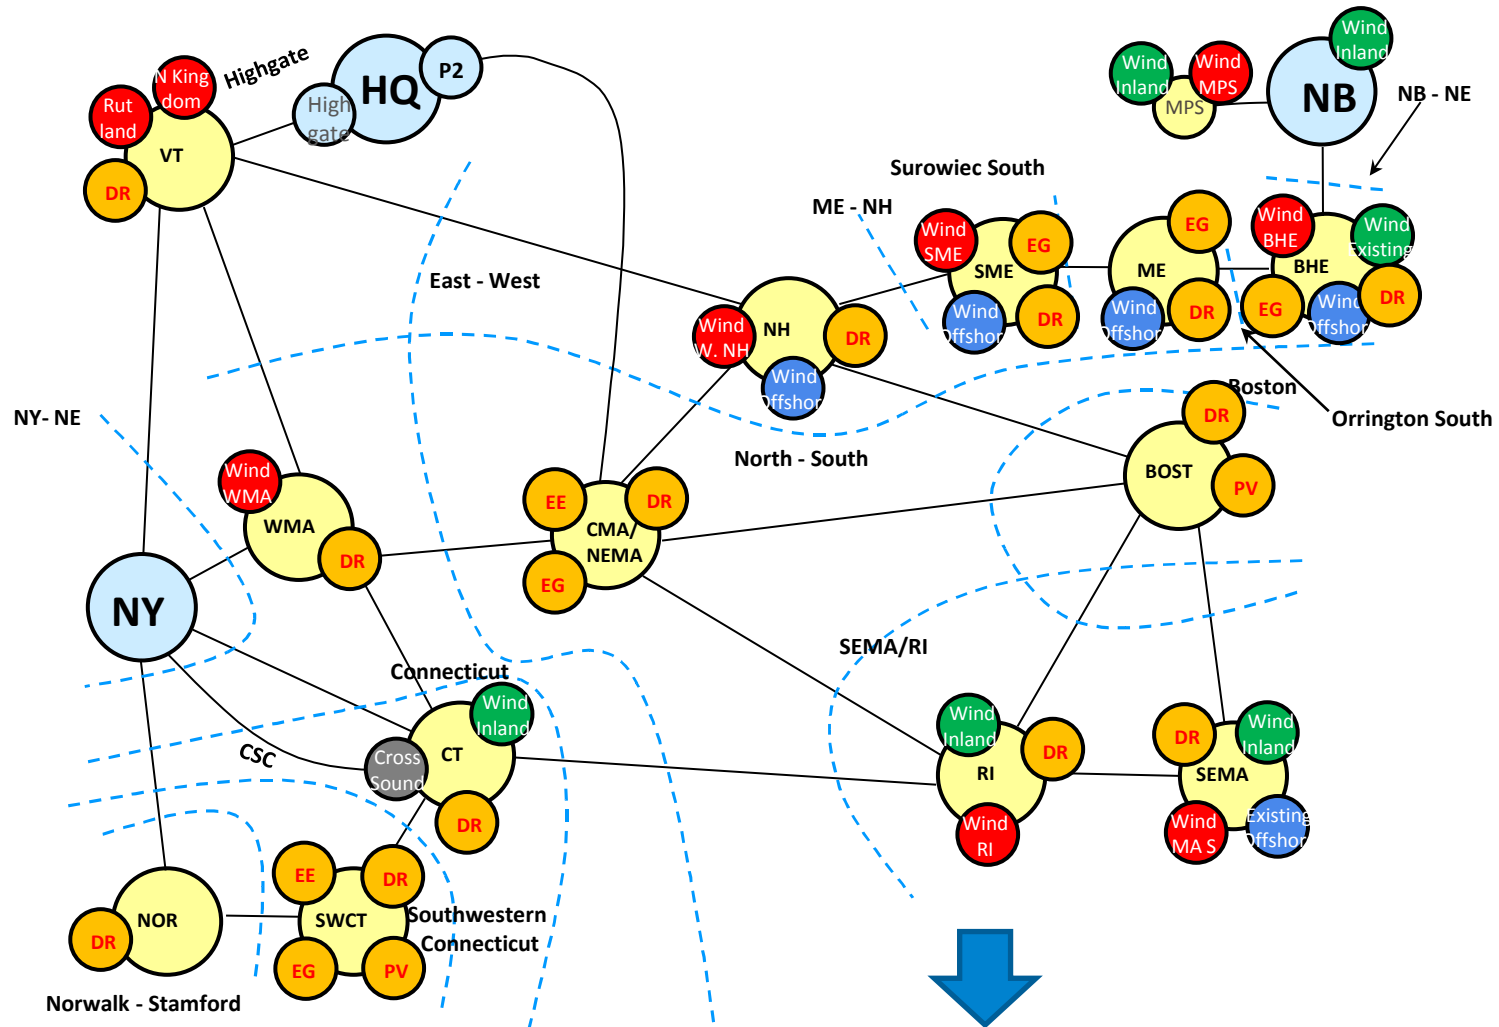 N King
dom
Highgate
HQ
P2
High
gate
Rut
land
VT
DR
Wind
Inland
Wind
MPS
MPS
Wind
Inland
NB
NB - NE
Surowiec South
ME - NH
Wind
SME
EG
SME
Wind
Offshor
DR
EG
ME
Wind
Offshor
DR
Wind
BHE
Wind
Existing
BHE
EG
Wind
Offshor
DR
East - West
Wind
W. NH
NH
DR
Wind
Offshor
Boston
Orrington South
NY- NE
North - South
DR
BOST
PV
Wind
WMA
WMA
DR
EE
DR
CMA/
NEMA
EG
NY
SEMA/RI
Connecticut
Wind
Inland
CT
Cross
Sound
CSC
DR
Wind
Inland
DR
RI
Wind
RI
DR
Wind
Inland
SEMA
Wind
MA S
Existing
Offshor
EE
DR
SWCT
EG
PV
Southwestern
Connecticut
NOR
DR
Norwalk - Stamford